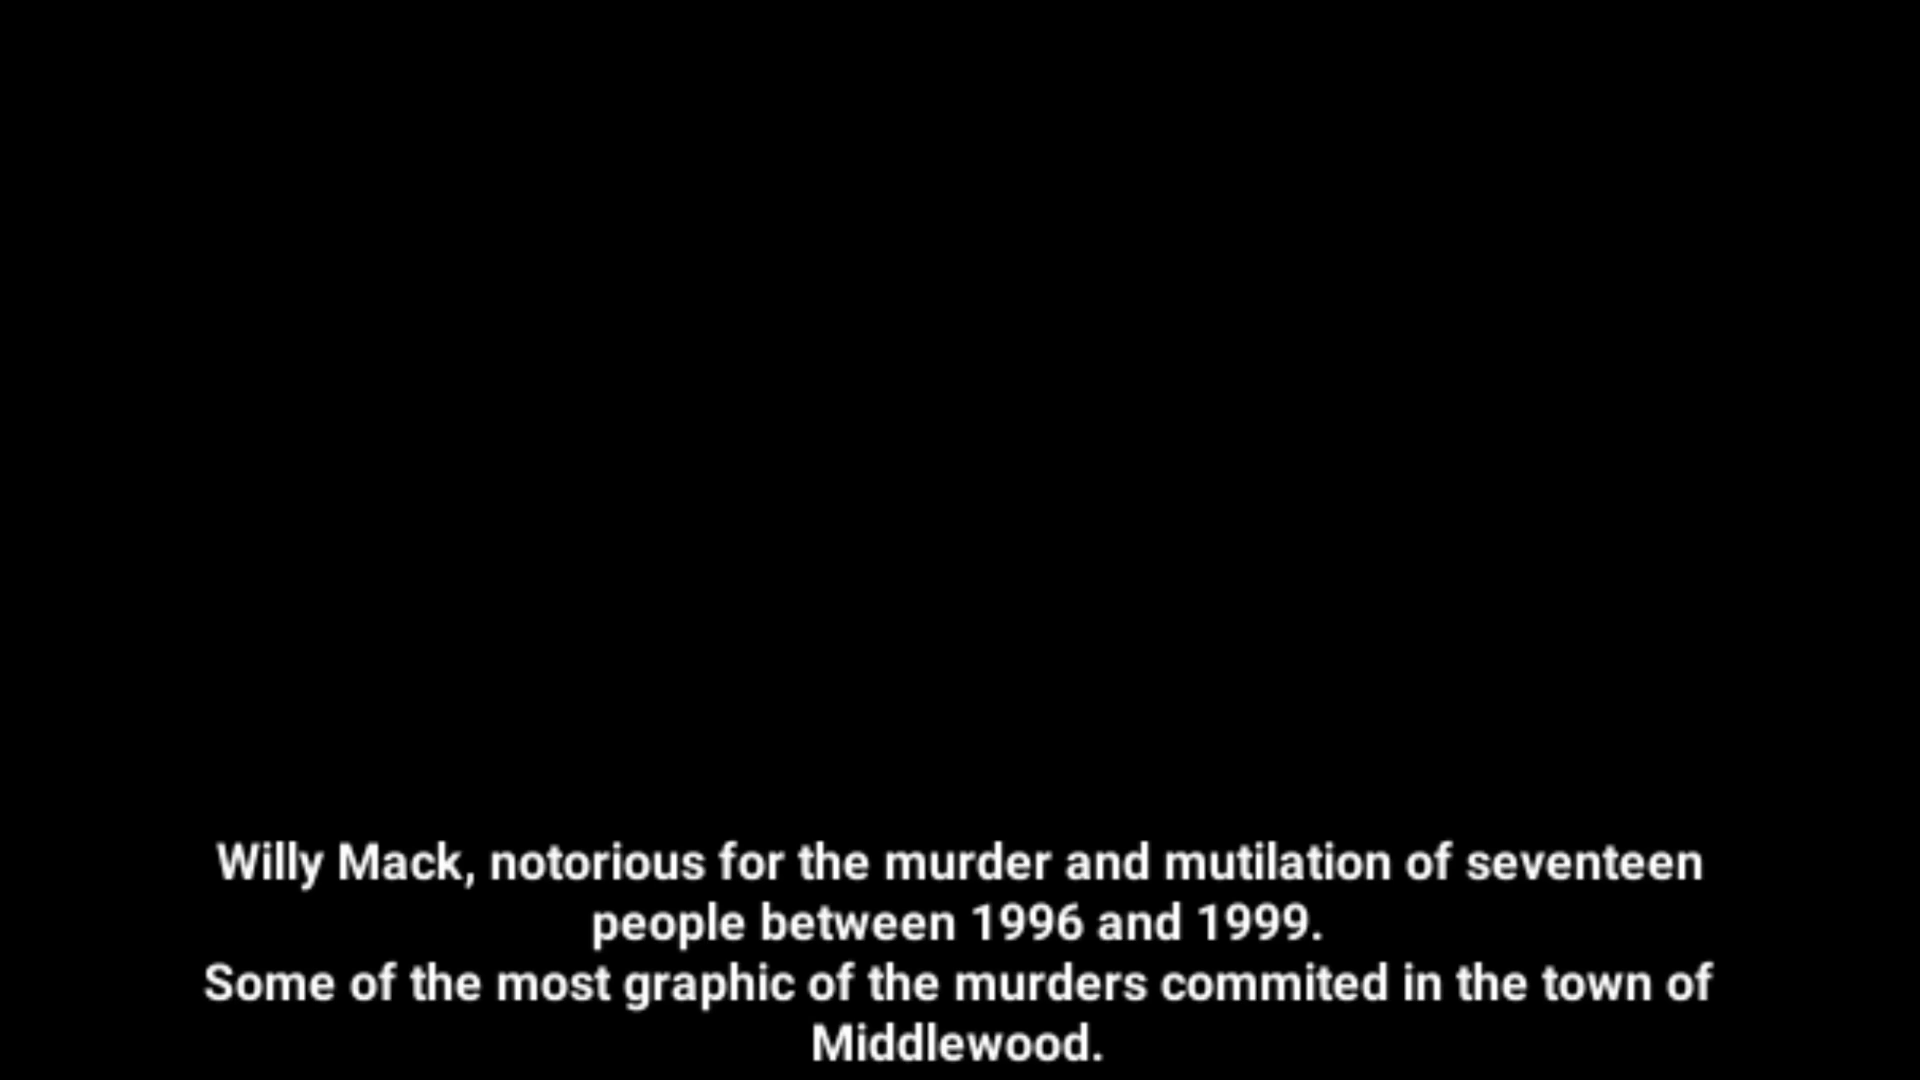 Willy Mack, notorious for the murder and mutilation of seventeen
people between 1996 and 1999.
Some of the most graphic of the murders commited in the town of
Middlewood.